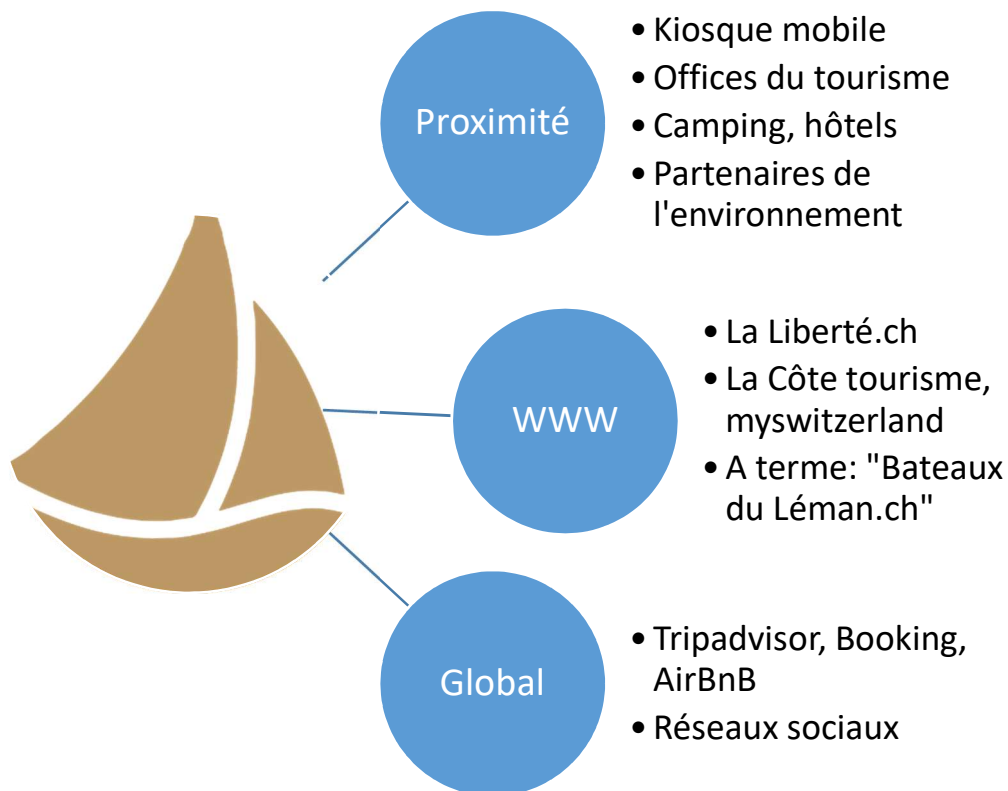 Proximité
• Kiosque mobile
• Offices du tourisme
• Camping, hôtels
• Partenaires de
l'environnement
WWW
• La Liberté.ch
• La Côte tourisme,
myswitzerland
• A terme: "Bateaux
du Léman.ch"
Global
• Tripadvisor, Booking,
AirBnB
• Réseaux sociaux